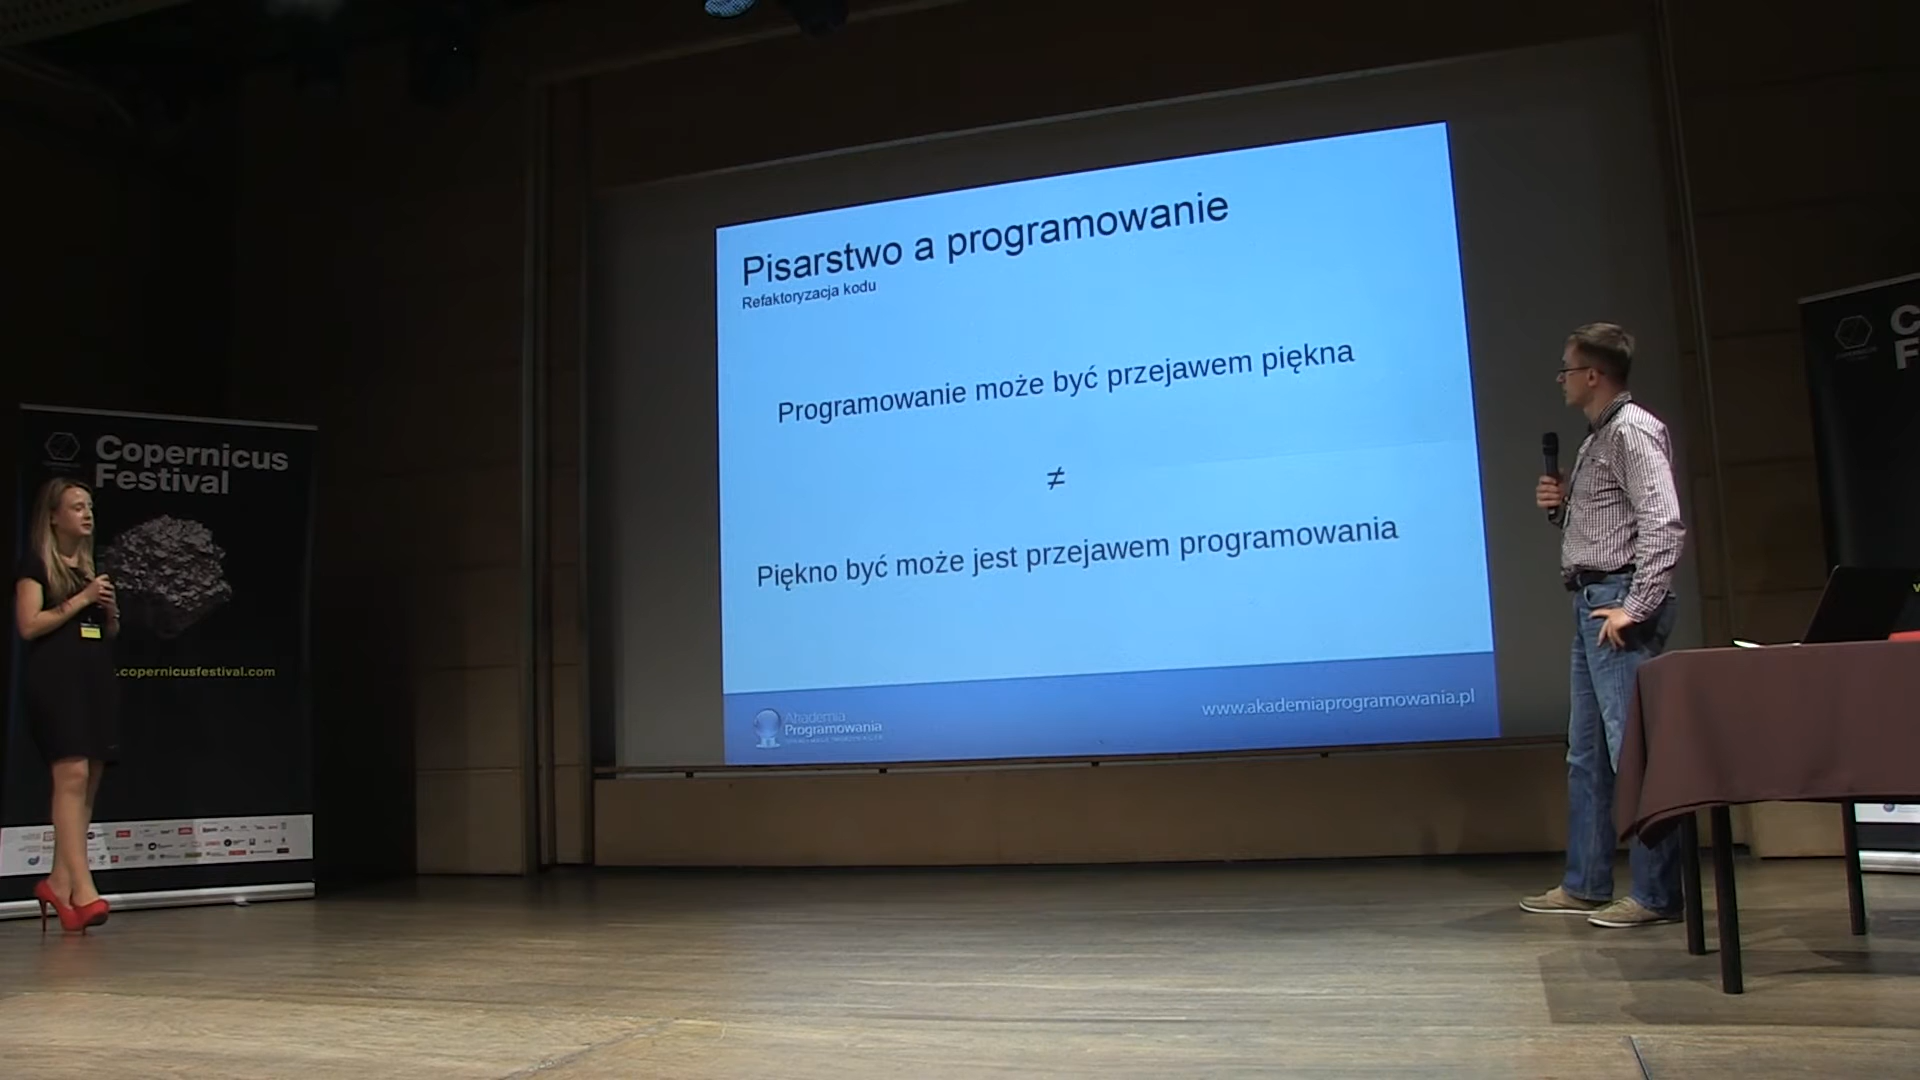 Pisarstwo a programowanie
Refaktoryzacja kodu
Programowanie może być przejawem piękna
≠
Piękno być może jest przejawem programowania
Akademia
Programowania
www.akademiaprogramowania.pl
Copernicus
Festival
.copernicusfestival.com
C
F